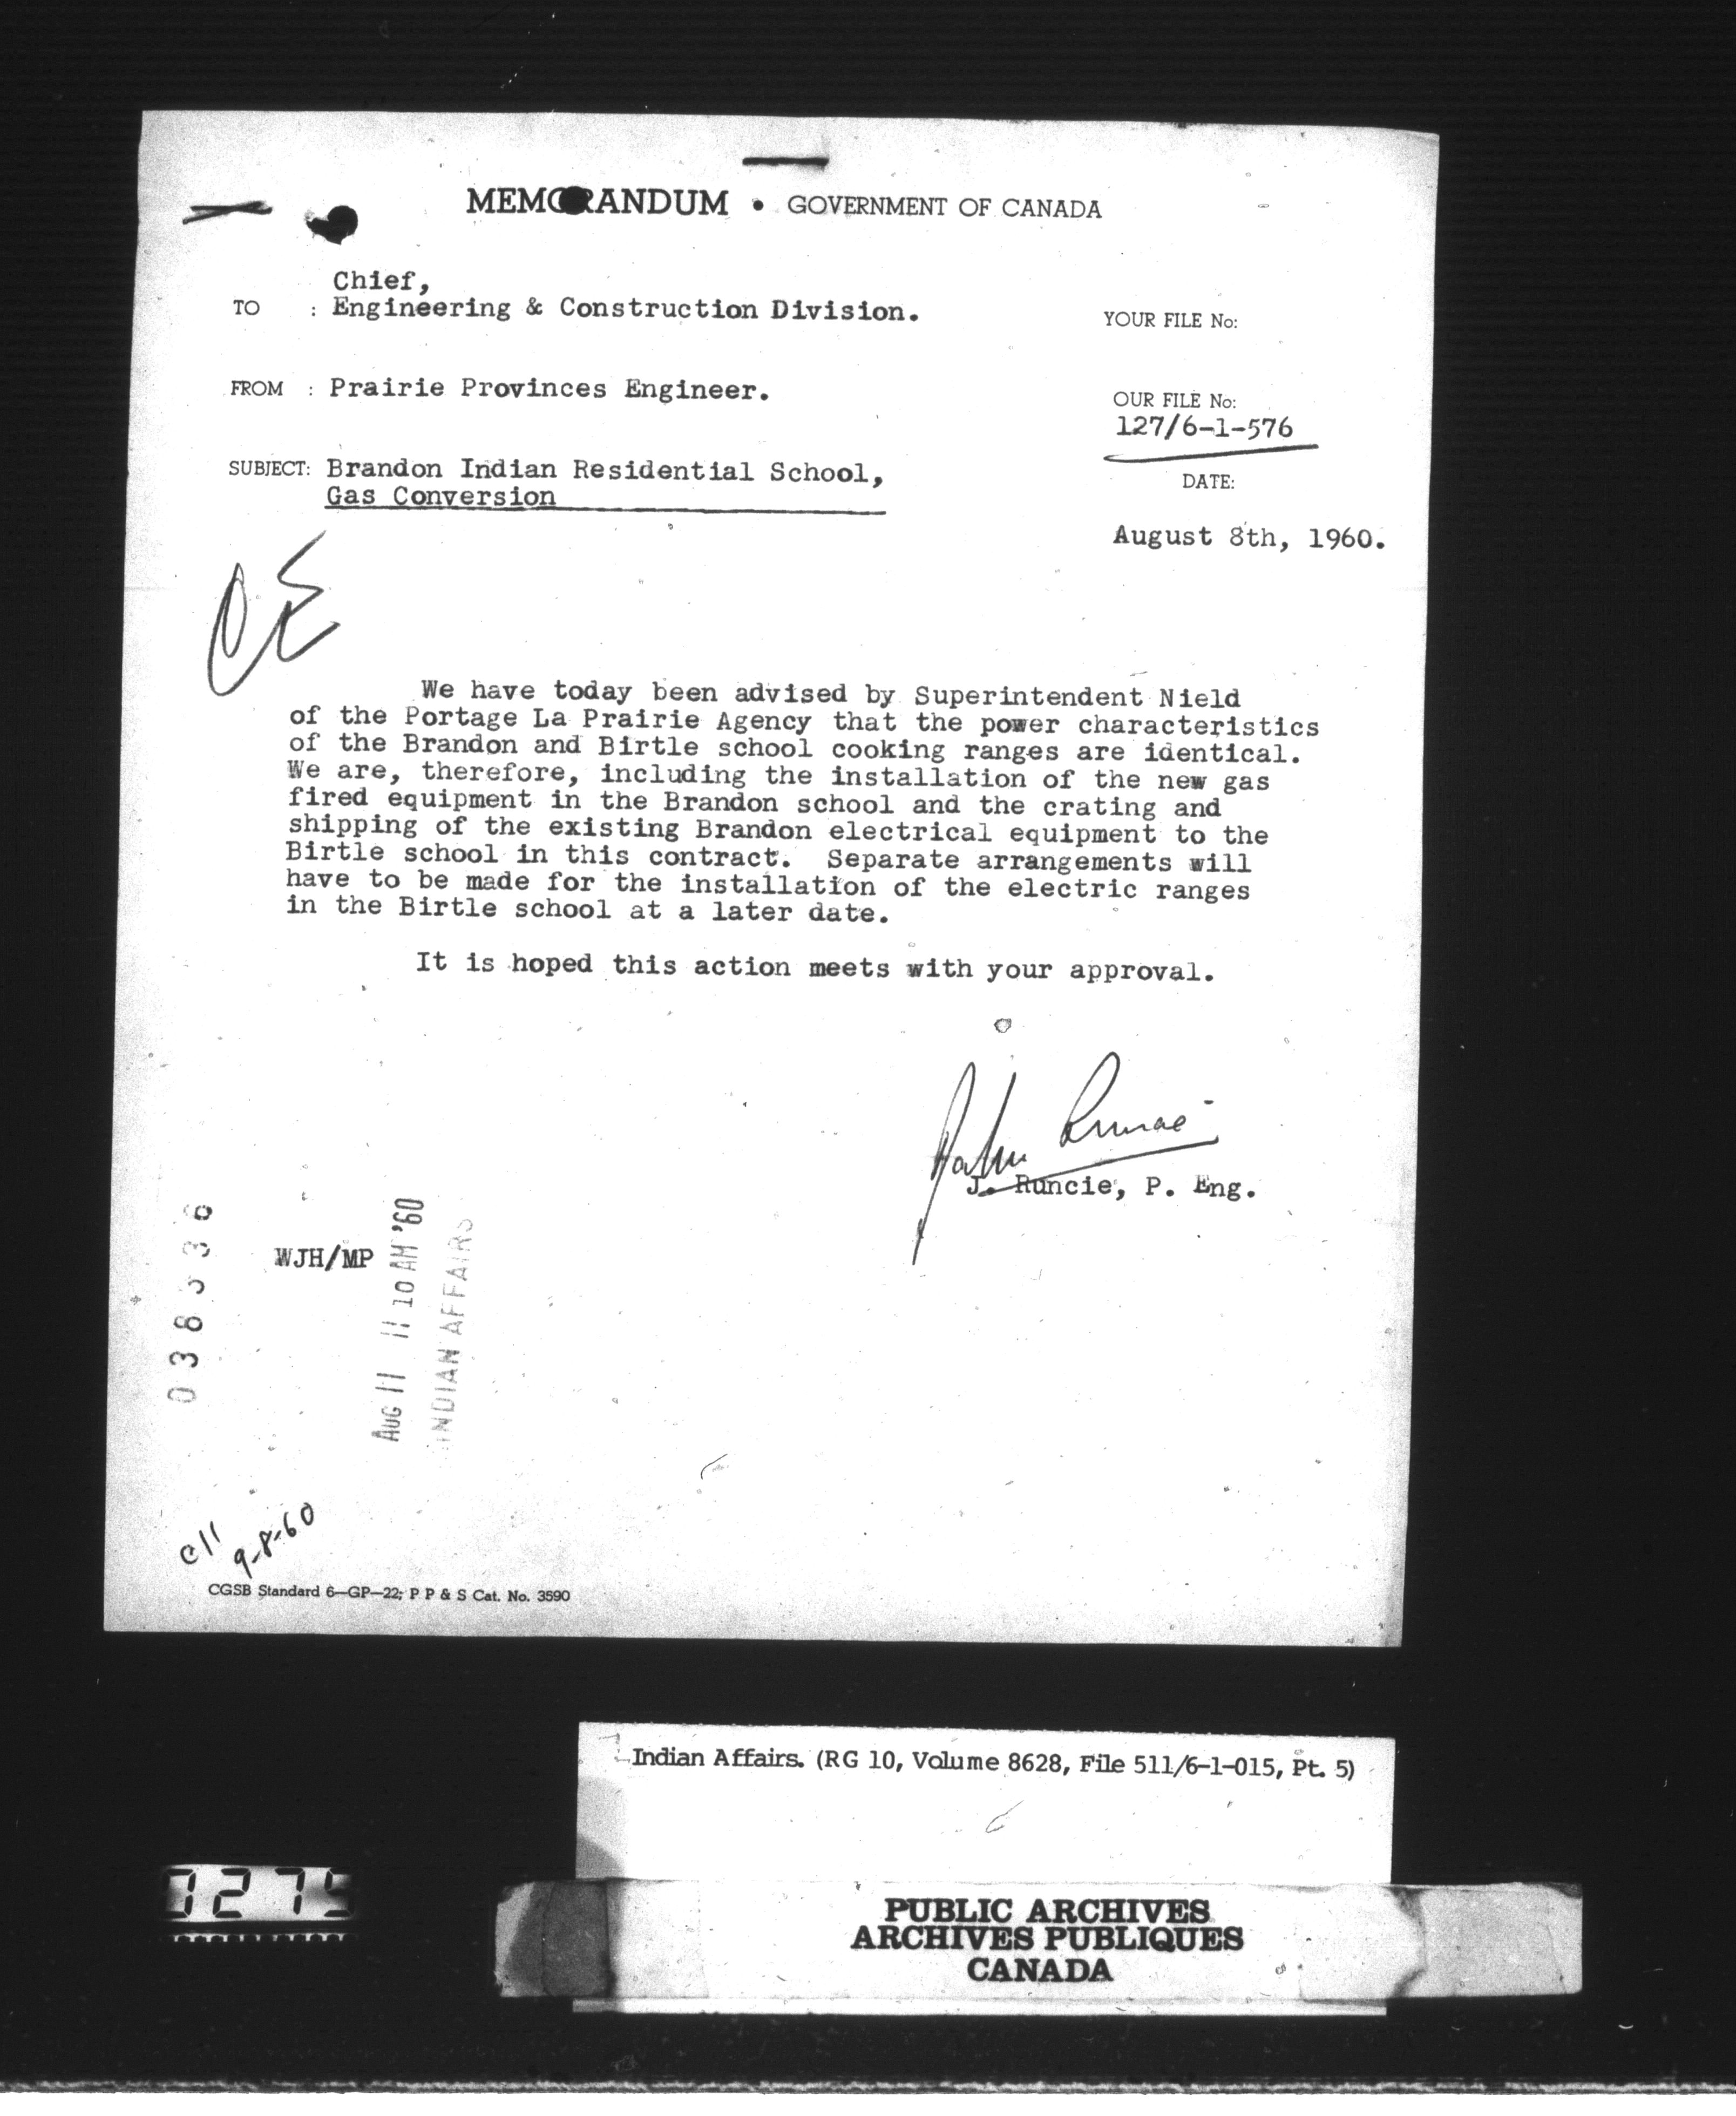 MEMORANDUM • GOVERNMENT OF CANADA
Chief,
TO : Engineering & Construction Division.
YOUR FILE No:
FROM : Prairie Provinces Engineer.
OUR FILE No:
127/6-1-576
SUBJECT: Brandon Indian Residential School,
Gas Conversion
DATE:
August 8th, 1960.
CE
We have today been advised by Superintendent Nield
of the Portage La Prairie Agency that the power characteristics
of the Brandon and Birtle school cooking ranges are identical.
We are, therefore, including the installation of the new gas
fired equipment in the Brandon school and the crating and
shipping of the existing Brandon electrical equipment to the
Birtle school in this contract. Separate arrangements will
have to be made for the installation of the electric ranges
in the Birtle school at a later date.
It is hoped this action meets with your approval.
John Runcie
J. Runcie, P. Eng.
WJH/MP
AUG 11 11 10 AM '60
INDIAN AFFAIRS
9-8-60
CGSB Standard 6—GP—22; P P & S Cat. No. 3590
Indian Affairs. (RG 10, Volume 8628, File 511/6-1-015, Pt. 5)
PUBLIC ARCHIVES
ARCHIVES PUBLIQUES
CANADA